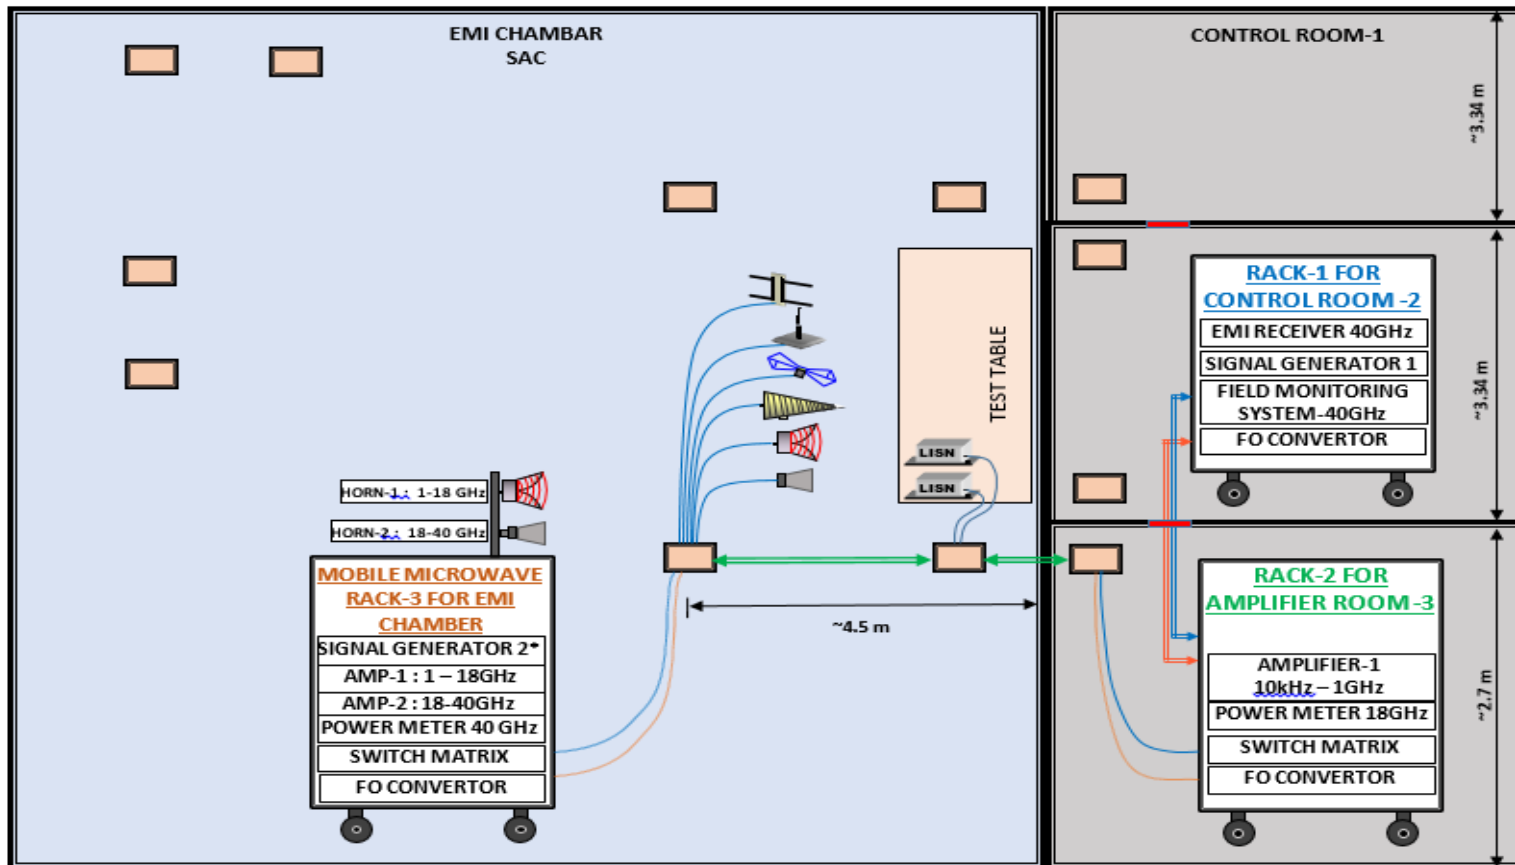 EMI CHAMBAR
SAC
CONTROL ROOM-1
~3.34 m
RACK-1 FOR
CONTROL ROOM -2
EMI RECEIVER 40GHz
SIGNAL GENERATOR 1
FIELD MONITORING
SYSTEM-40GHz
FO CONVERTOR
~3.34 m
TEST TABLE
LISN
LISN
HORN-1 :  1-18 GHz
HORN-2 :  18-40 GHz
MOBILE MICROWAVE
RACK-3 FOR EMI
CHAMBER
SIGNAL GENERATOR 2*
AMP-1 : 1 – 18GHz
AMP-2 : 18-40GHz
POWER METER 40 GHz
SWITCH MATRIX
FO CONVERTOR
~4.5 m
RACK-2 FOR
AMPLIFIER ROOM -3
AMPLIFIER-1
10kHz – 1GHz
POWER METER 18GHz
SWITCH MATRIX
FO CONVERTOR
~2.7 m